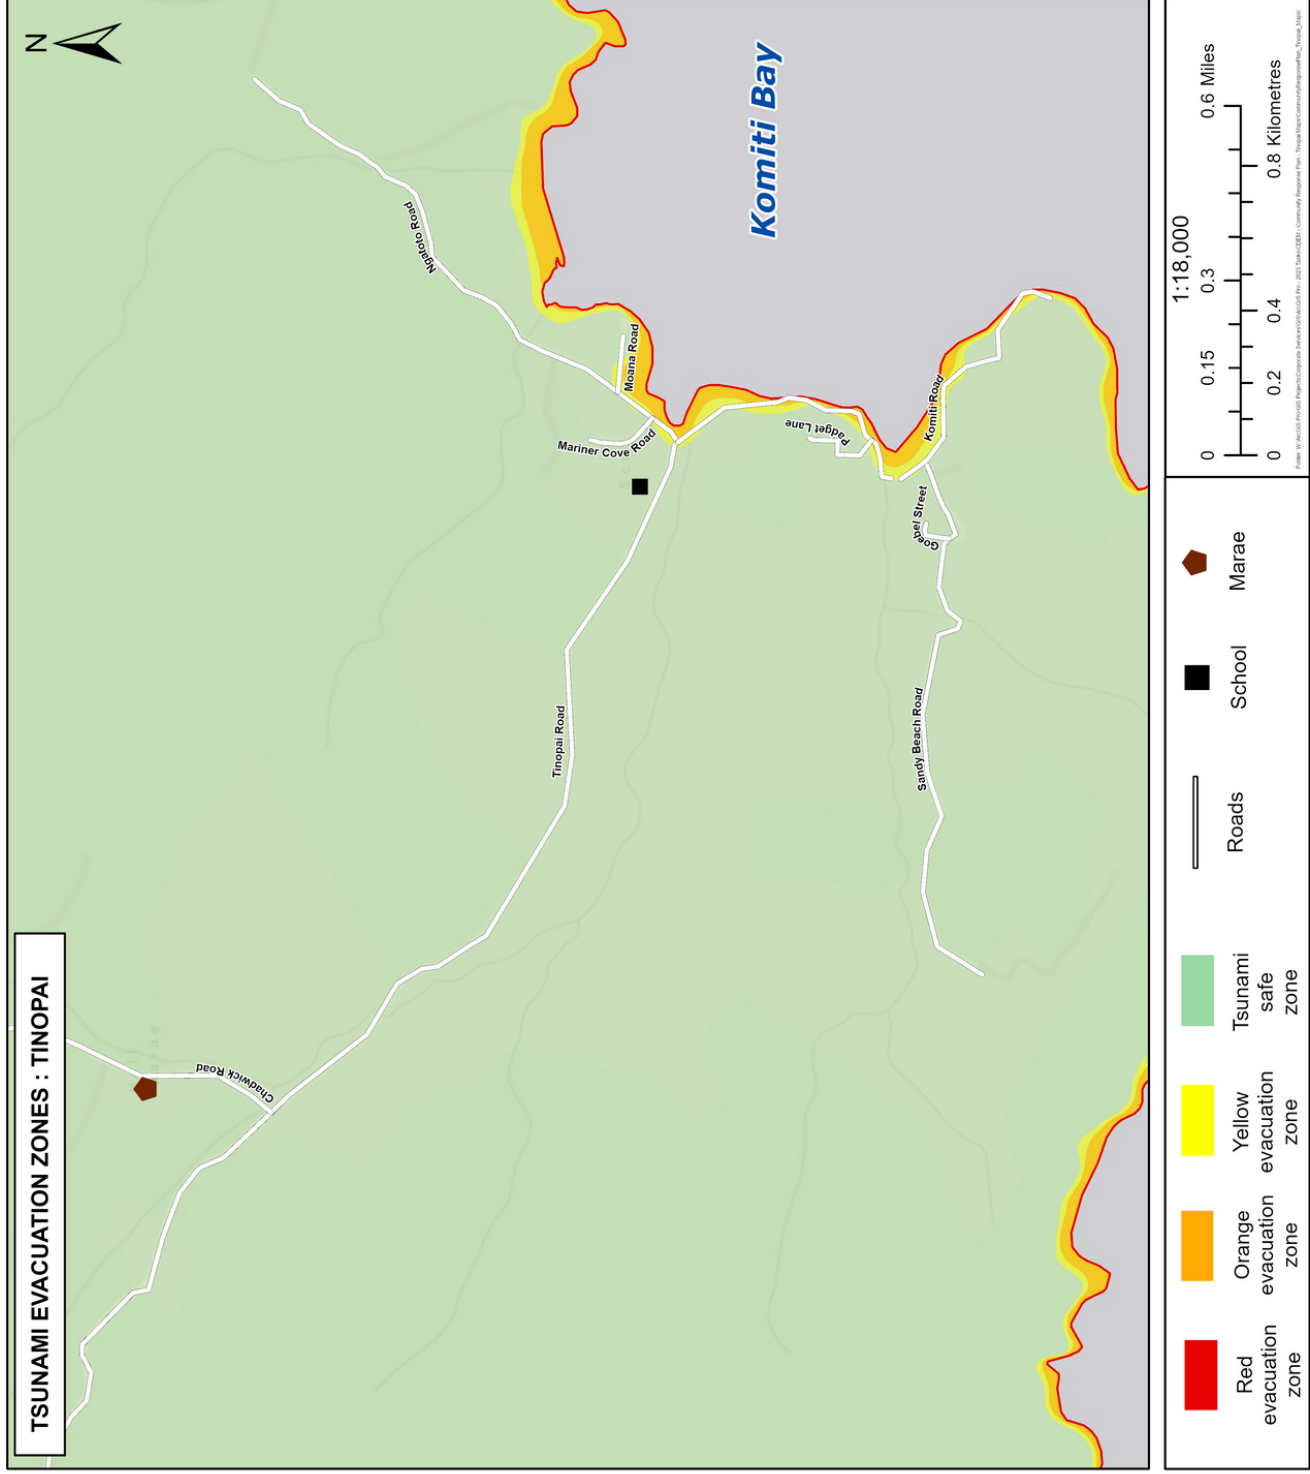 TSUNAMI EVACUATION ZONES : TINOPAI
N
Chadwick Road
Tinopai Road
Ngatoto Road
Mariner Cove Road
Moana Road
Komiti Bay
Padget Lane
Komiti Road
Goebel Street
Sandy Beach Road
Red
evacuation
zone
Orange
evacuation
zone
Yellow
evacuation
zone
Tsunami
safe
zone
Roads
School
Marae
1:18,000
0 0.15 0.33 0.6 Miles
0 0.2 0.4 0.8 Kilometres